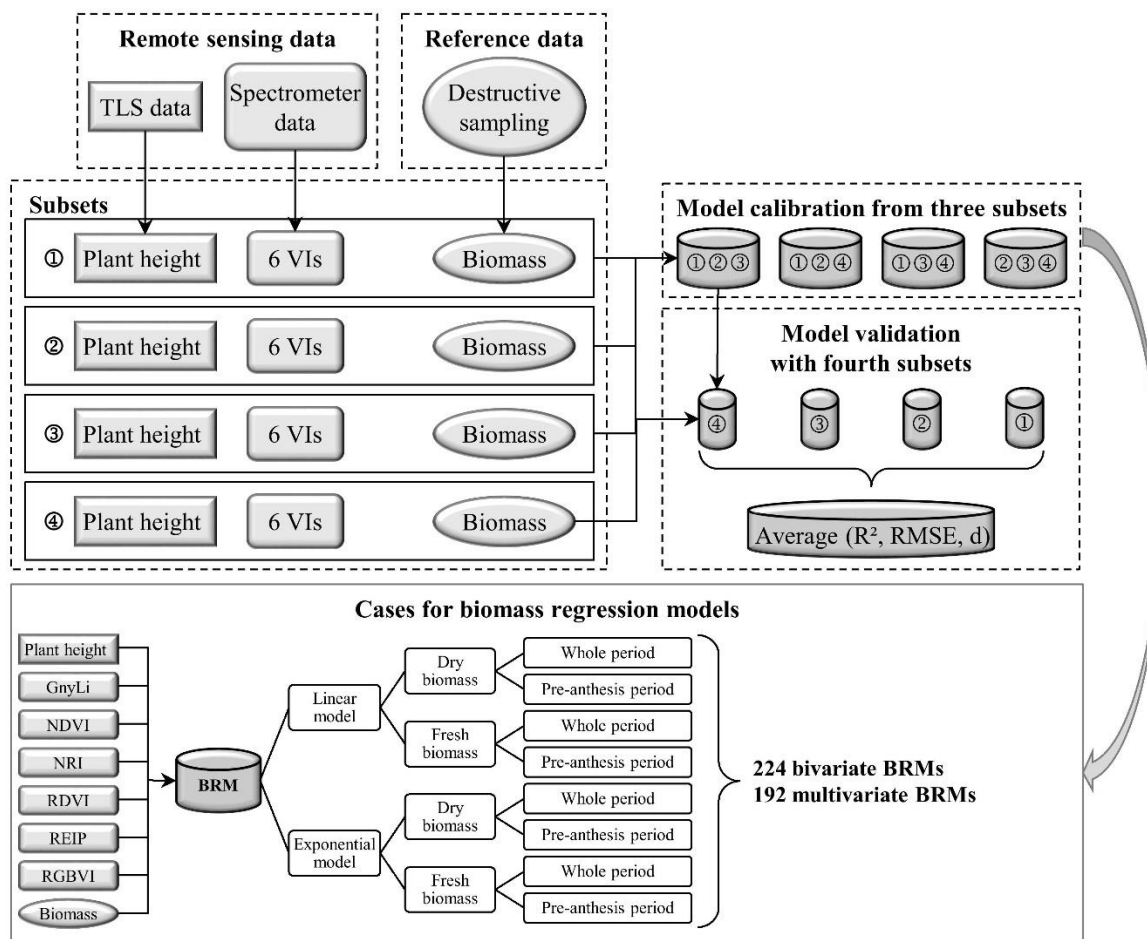 Remote sensing data
Reference data
TLS data
Spectrometer
data
Destructive
sampling
Subsets
① Plant height 6 VIs Biomass
② Plant height 6 VIs Biomass
③ Plant height 6 VIs Biomass
④ Plant height 6 VIs Biomass
Model calibration from three subsets
①②③ ①②④ ①③④ ②③④
Model validation
with fourth subsets
④ ③ ② ①
Average (R², RMSE, d)
Cases for biomass regression models
Plant height
GnyLi
NDVI
NRI
RDVI
REIP
RGBVI
Biomass
BRM
Linear
model
Exponential
model
Dry
biomass
Fresh
biomass
Dry
biomass
Fresh
biomass
Whole period
Pre-anthesis period
Whole period
Pre-anthesis period
Whole period
Pre-anthesis period
Whole period
Pre-anthesis period
224 bivariate BRMs
192 multivariate BRMs